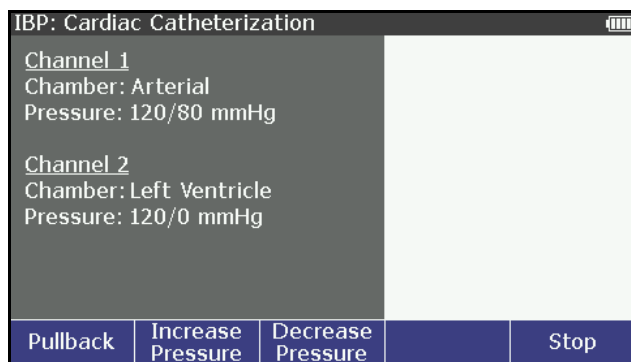 IBP: Cardiac Catheterization
Channel 1
Chamber: Arterial
Pressure: 120/80 mmHg
Channel 2
Chamber: Left Ventricle
Pressure: 120/0 mmHg
Pullback
Increase
Pressure
Decrease
Pressure
Stop